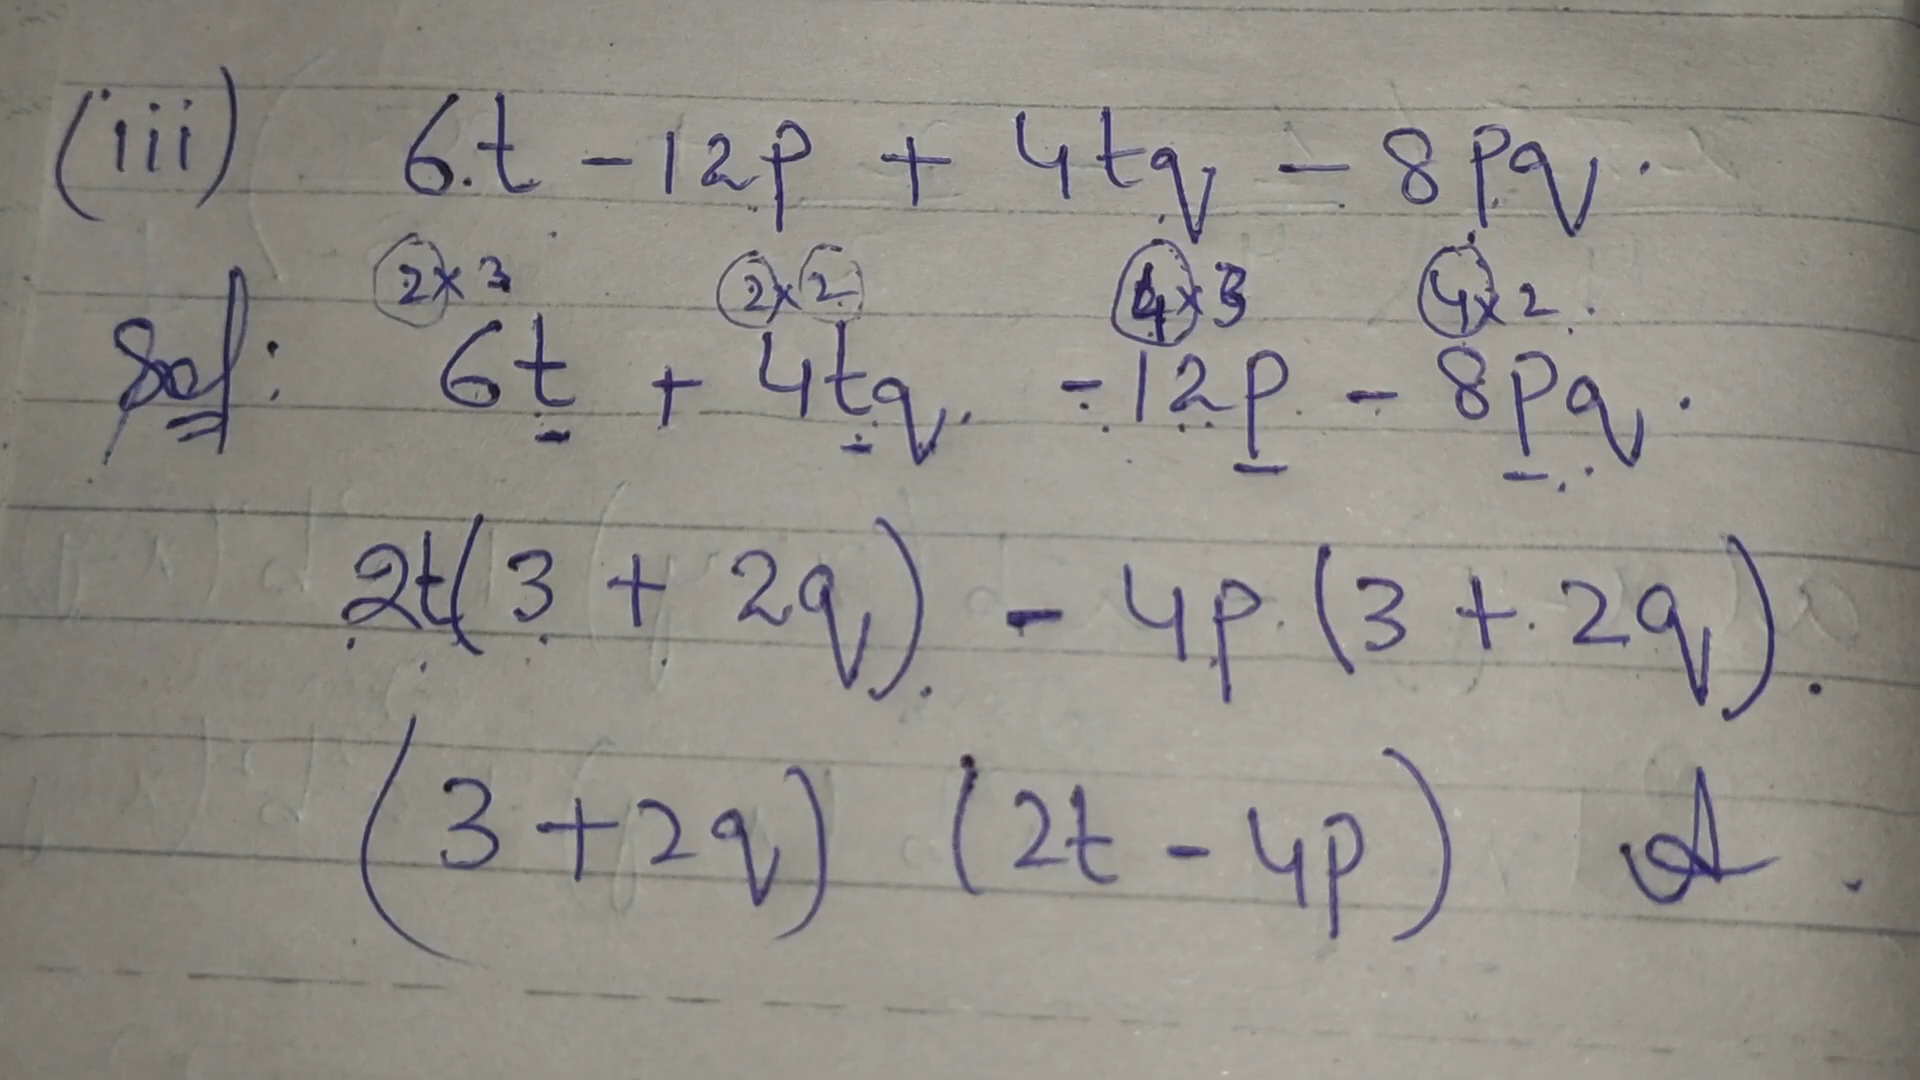 (iii) 6t - 12p + 4tq - 8pq.
2×3 2×2 4×3 4×2.
Sol: 6t + 4tq - 12p - 8pq.
2t(3 + 2q) - 4p(3 + 2q).
(3 + 2q) (2t - 4p)